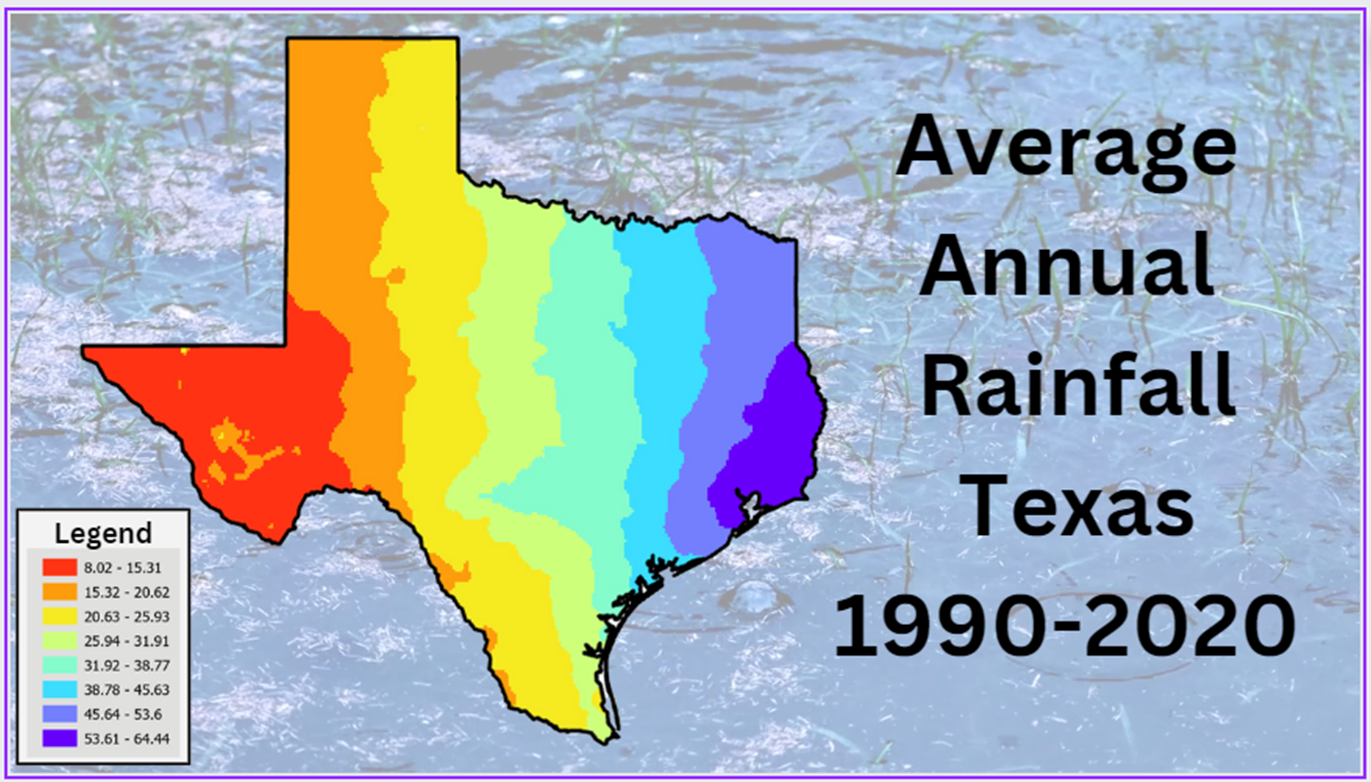 Average
Annual
Rainfall
Texas
1990-2020
Legend
8.02 - 15.31
15.32 - 20.62
20.63 - 25.93
25.94 - 31.91
31.92 - 38.77
38.78 - 45.63
45.64 - 53.6
53.61 - 64.44